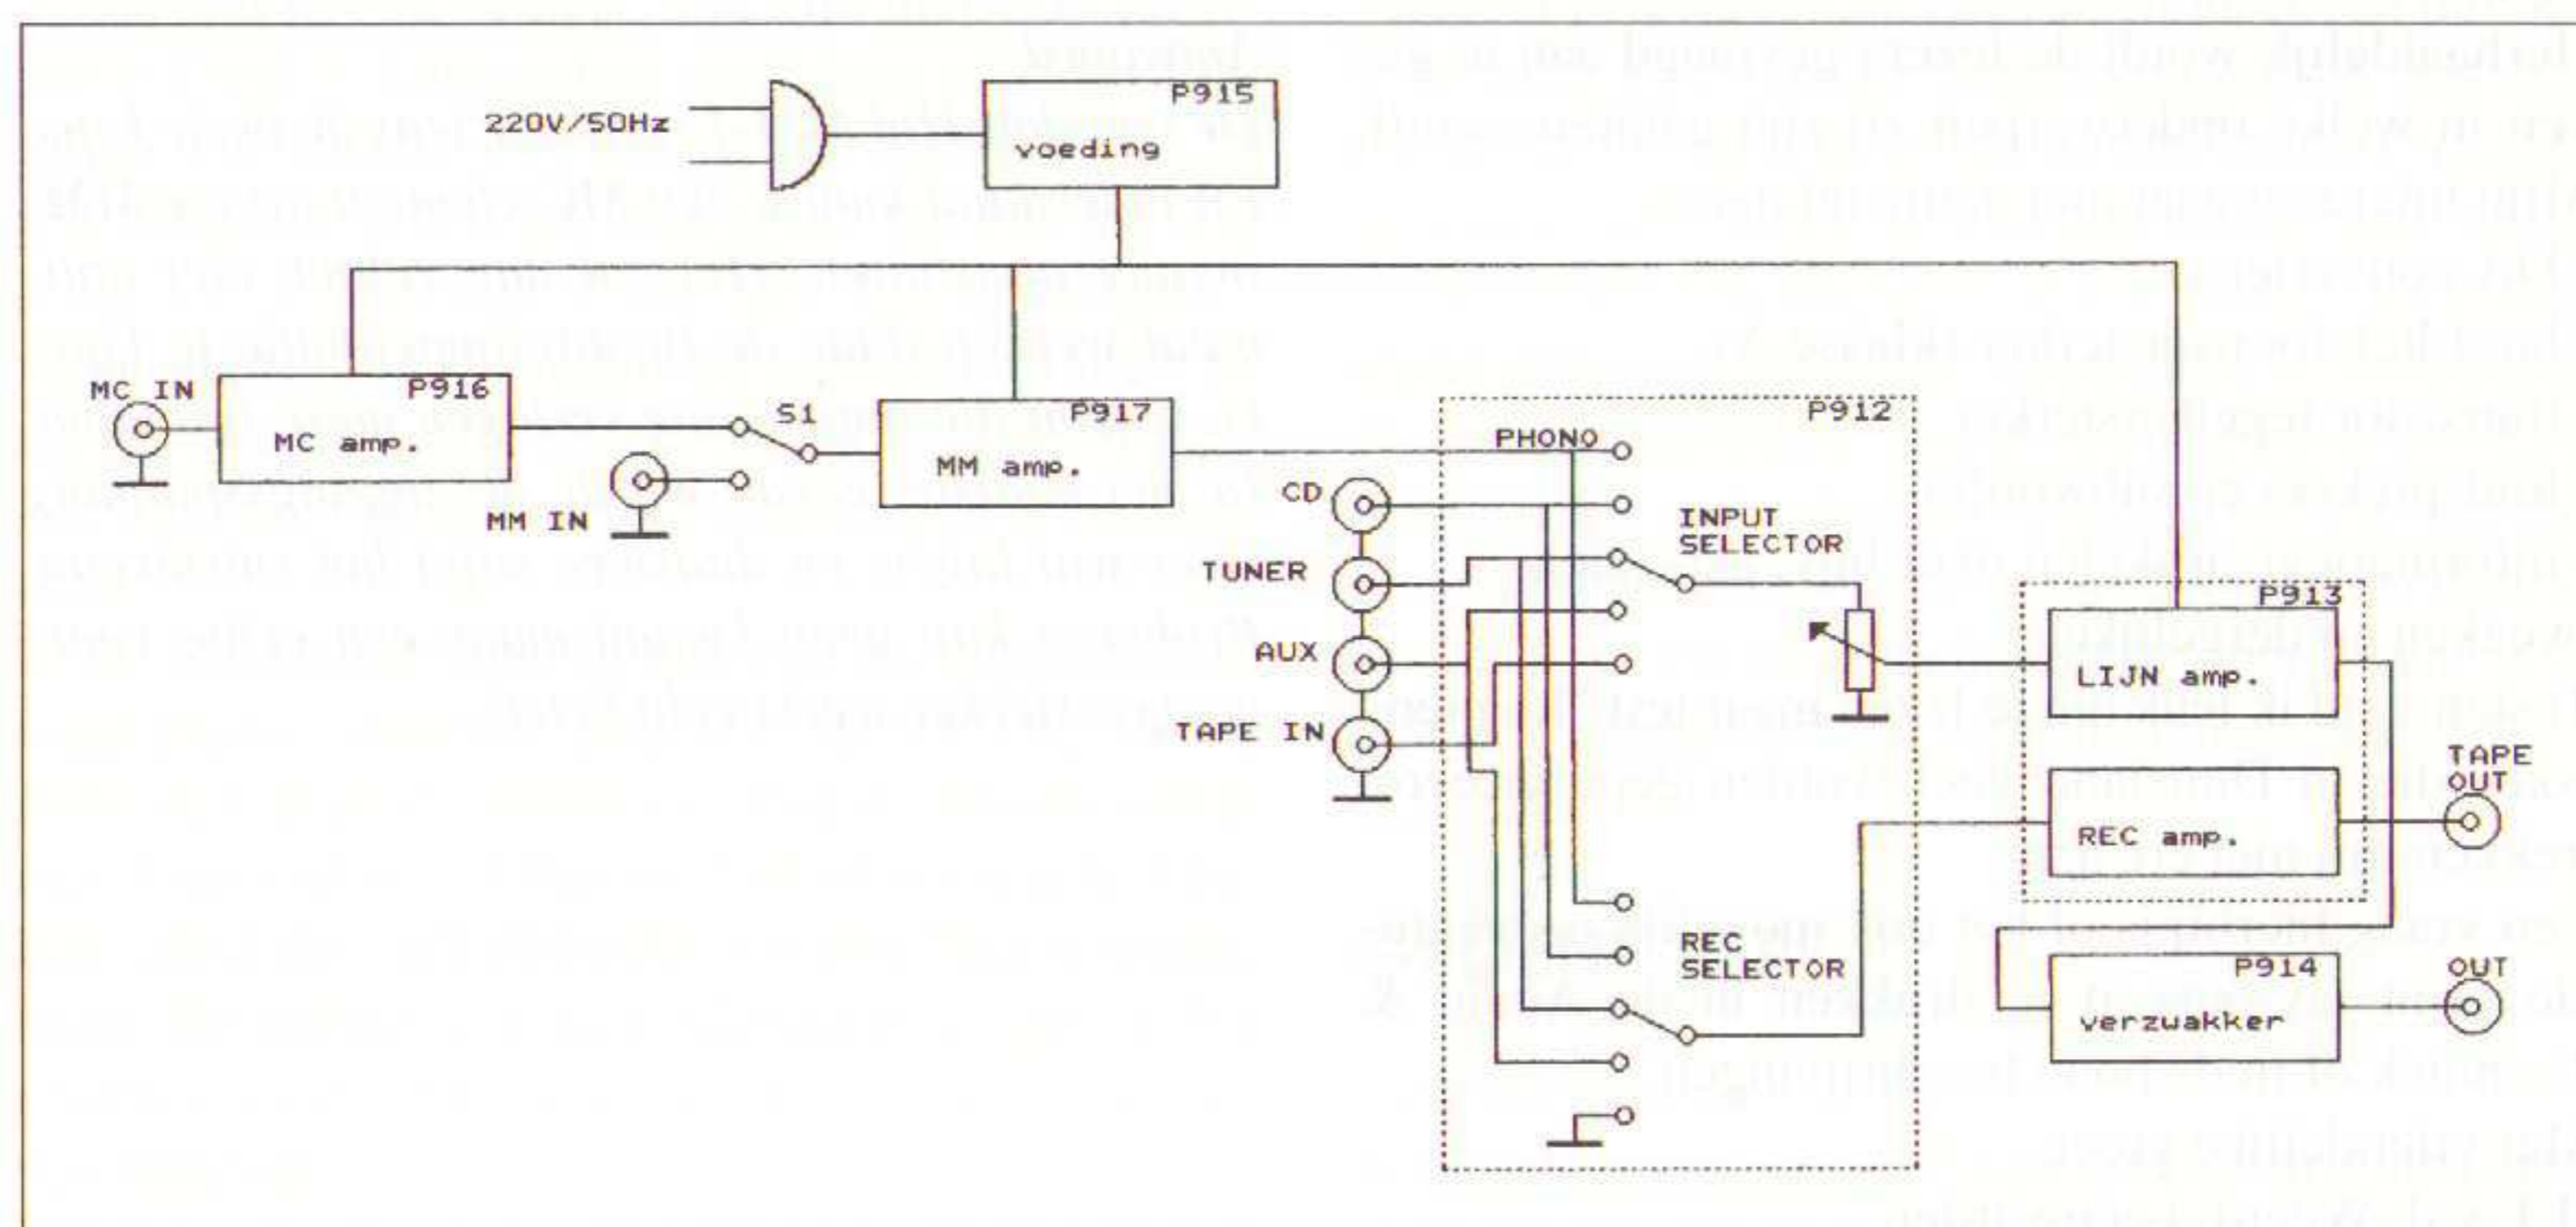 220V/50Hz
P915
voeding
MC IN
P916
MC amp.
S1
MM IN
P917
MM amp.
P912
PHONO
CD
TUNER
AUX
TAPE IN
INPUT
SELECTOR
REC
SELECTOR
P913
LIJN amp.
REC amp.
TAPE
OUT
P914
verzwakker
OUT